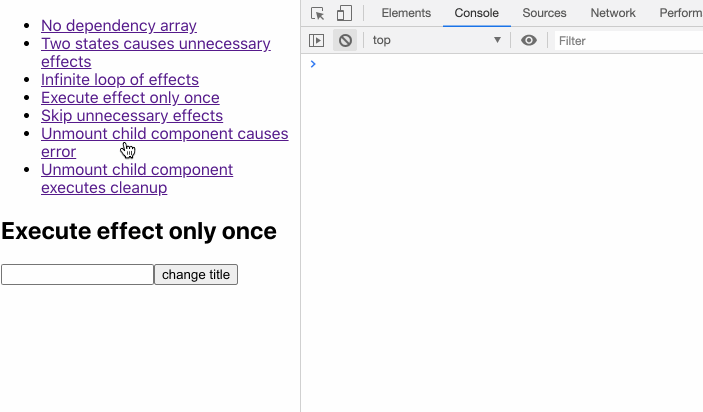 No dependency array
Two states causes unnecessary
effects
Infinite loop of effects
Execute effect only once
Skip unnecessary effects
Unmount child component causes
error
Unmount child component
executes cleanup
Execute effect only once
change title
Elements Console Sources Network Perform
top Filter